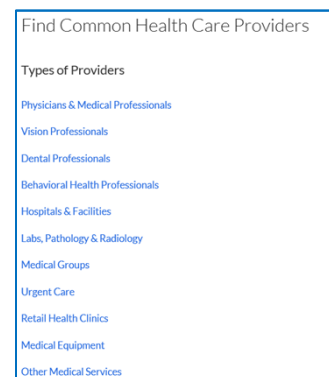 Find Common Health Care Providers
Types of Providers
Physicians & Medical Professionals
Vision Professionals
Dental Professionals
Behavioral Health Professionals
Hospitals & Facilities
Labs, Pathology & Radiology
Medical Groups
Urgent Care
Retail Health Clinics
Medical Equipment
Other Medical Services